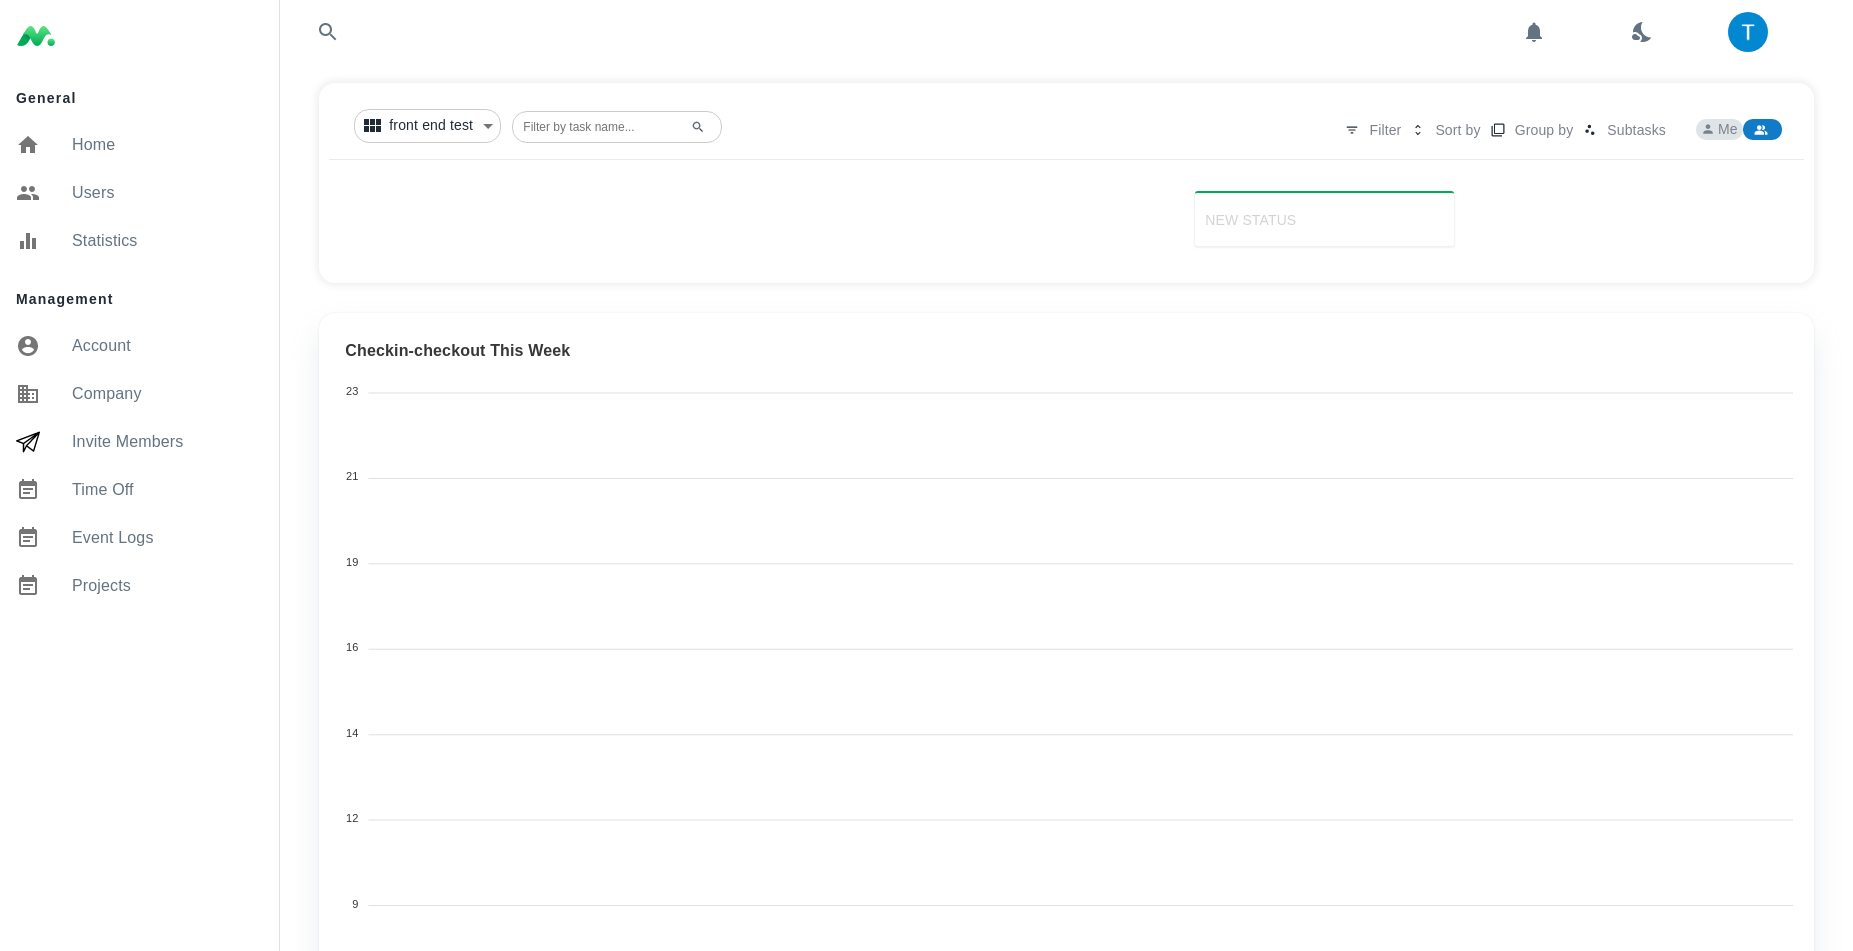 T
General
Home
Users
Statistics
Management
Account
Company
Invite Members
Time Off
Event Logs
Projects
front end test
Filter by task name...
Filter
Sort by
Group by
Subtasks
Me
NEW STATUS
Checkin-checkout This Week
23
21
19
16
14
12
9